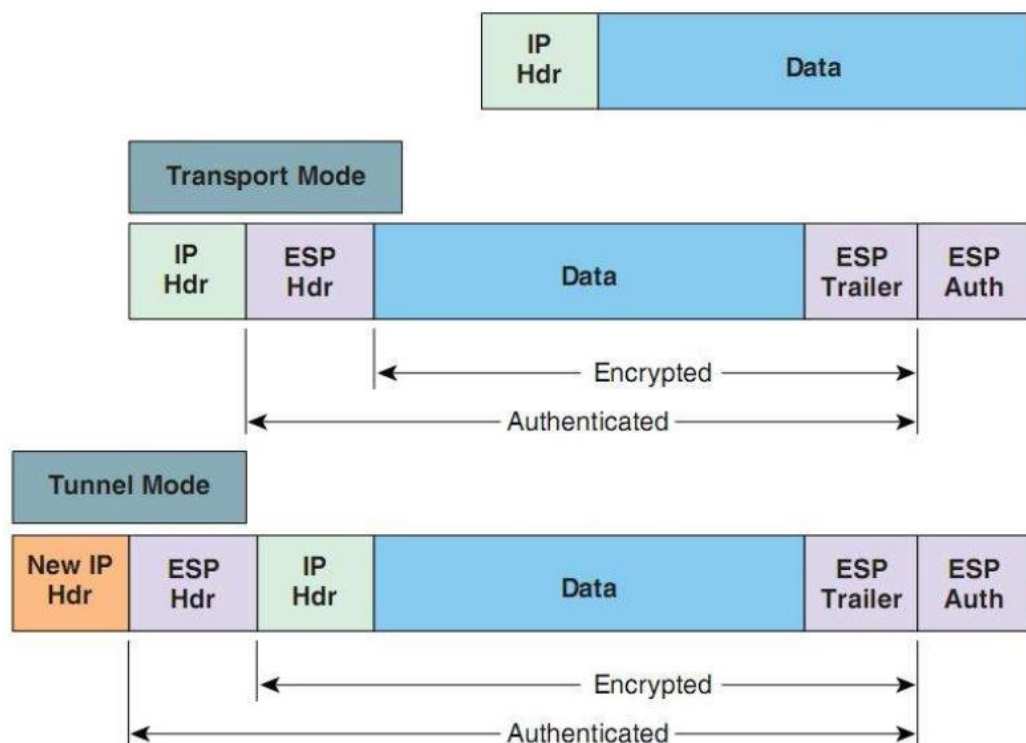 IP
Hdr
Data
Transport Mode
IP
Hdr
ESP
Hdr
Data
ESP
Trailer
ESP
Auth
Encrypted
Authenticated
Tunnel Mode
New IP
Hdr
ESP
Hdr
IP
Hdr
Data
ESP
Trailer
ESP
Auth
Encrypted
Authenticated